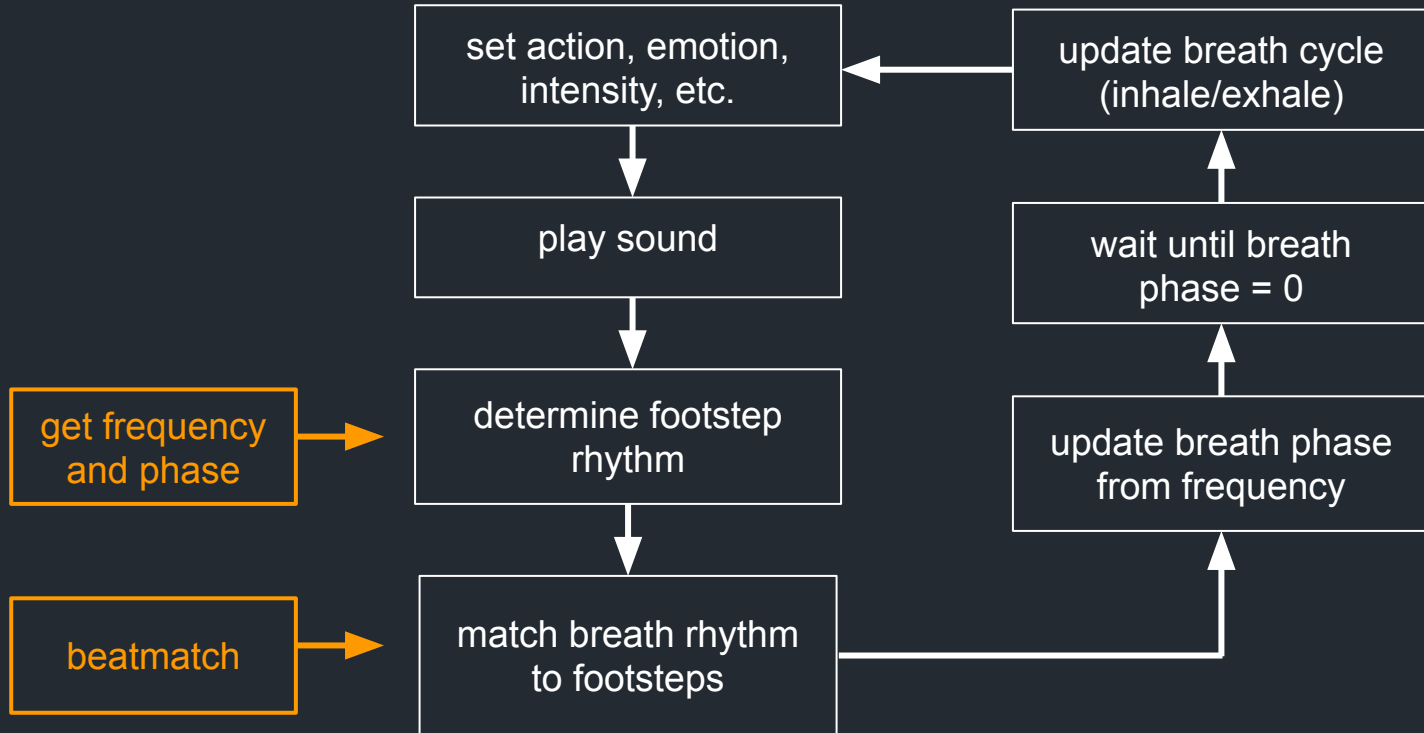 set action, emotion,
intensity, etc.
play sound
get frequency
and phase
determine footstep
rhythm
beatmatch
match breath rhythm
to footsteps
update breath phase
from frequency
wait until breath
phase = 0
update breath cycle
(inhale/exhale)